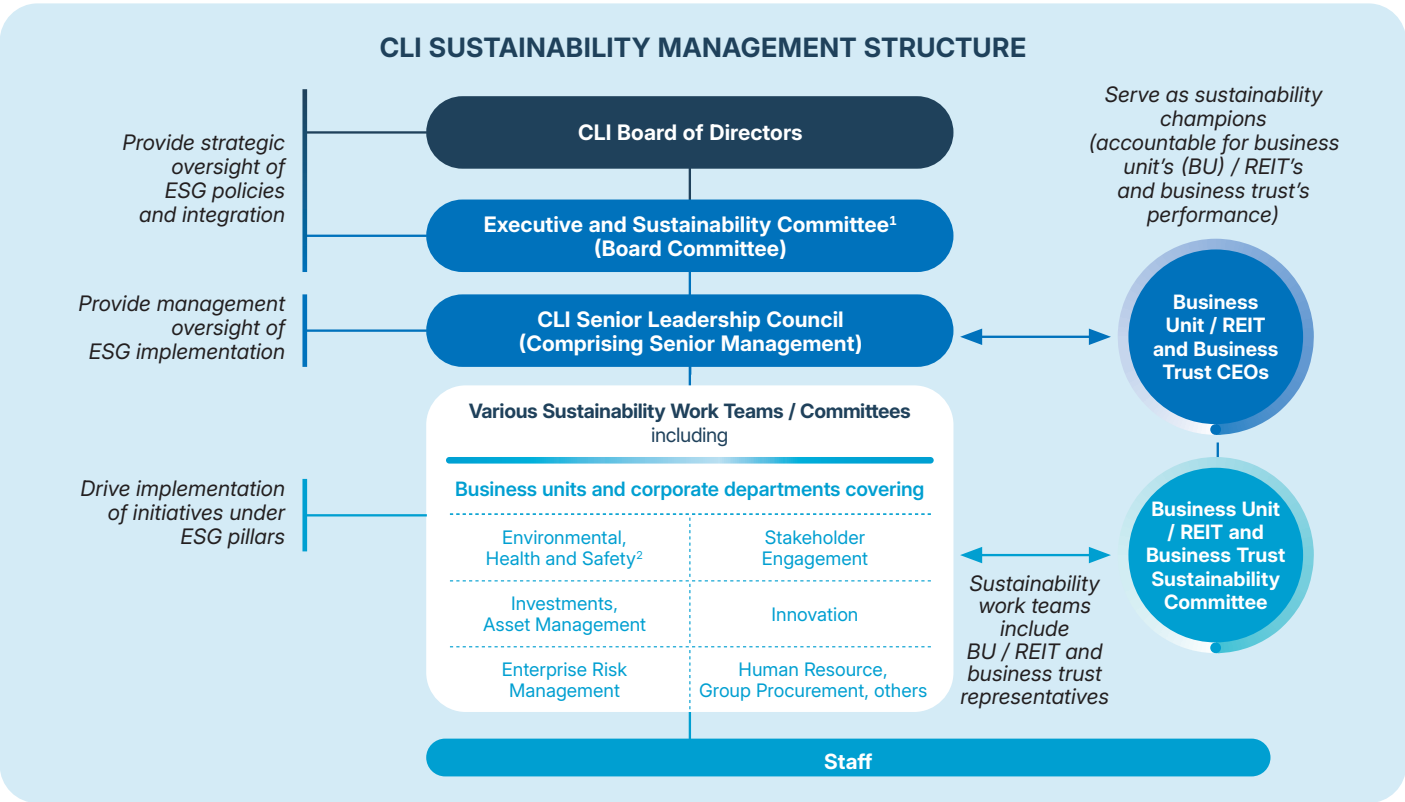 CLI SUSTAINABILITY MANAGEMENT STRUCTURE
Provide strategic
oversight of
ESG policies
and integration
CLI Board of Directors
Executive and Sustainability Committee¹
(Board Committee)
Provide management
oversight of
ESG implementation
CLI Senior Leadership Council
(Comprising Senior Management)
Serve as sustainability
champions
(accountable for business
unit's (BU) / REIT's
and business trust's
performance)
Business
Unit / REIT
and Business
Trust CEOs
Drive implementation
of initiatives under
ESG pillars
Various Sustainability Work Teams / Committees
including
Business units and corporate departments covering
Environmental,
Health and Safety²
Stakeholder
Engagement
Investments,
Asset Management
Innovation
Enterprise Risk
Management
Human Resource,
Group Procurement, others
Sustainability
work teams
include
BU / REIT and
business trust
representatives
Business Unit
/ REIT and
Business Trust
Sustainability
Committee
Staff